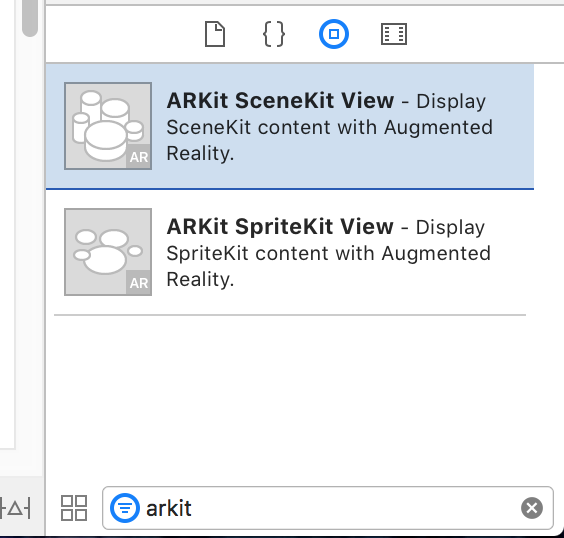 { }
ARKit SceneKit View - Display
SceneKit content with Augmented
Reality.
AR
ARKit SpriteKit View - Display
SpriteKit content with Augmented
Reality.
AR
arkit